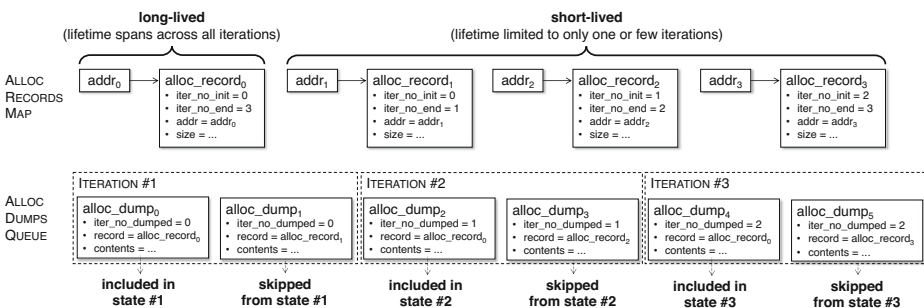 long-lived
(lifetime spans across all iterations)
short-lived
(lifetime limited to only one or few iterations)
ALLOC
RECORDS
MAP
addr0
alloc_record0
• iter_no_init = 0
• iter_no_end = 3
• addr = addr0
• size = ...
addr1
alloc_record1
• iter_no_init = 0
• iter_no_end = 1
• addr = addr1
• size = ...
addr2
alloc_record2
• iter_no_init = 1
• iter_no_end = 2
• addr = addr2
• size = ...
addr3
alloc_record3
• iter_no_init = 2
• iter_no_end = 3
• addr = addr3
• size = ...
ALLOC
DUMPS
QUEUE
ITERATION #1
alloc_dump0
• iter_no_dumped = 0
• record = alloc_record0
• contents = ...
alloc_dump1
• iter_no_dumped = 0
• record = alloc_record1
• contents = ...
ITERATION #2
alloc_dump2
• iter_no_dumped = 1
• record = alloc_record0
• contents = ...
alloc_dump3
• iter_no_dumped = 1
• record = alloc_record2
• contents = ...
ITERATION #3
alloc_dump4
• iter_no_dumped = 2
• record = alloc_record0
• contents = ...
alloc_dump5
• iter_no_dumped = 2
• record = alloc_record3
• contents = ...
included in
state #1
skipped
from state #1
included in
state #2
skipped
from state #2
included in
state #3
skipped
from state #3